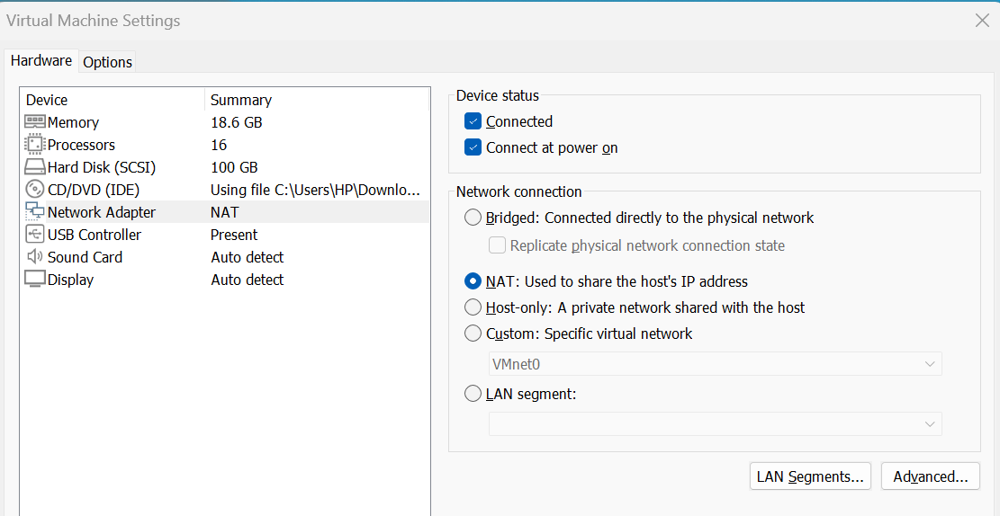 Virtual Machine Settings
Hardware
Options
Device Summary
Memory 18.6 GB
Processors 16
Hard Disk (SCSI) 100 GB
CD/DVD (IDE) Using file C:\Users\HP\Downlo...
Network Adapter NAT
USB Controller Present
Sound Card Auto detect
Display Auto detect
Device status
Connected
Connect at power on
Network connection
Bridged: Connected directly to the physical network
Replicate physical network connection state
NAT: Used to share the host's IP address
Host-only: A private network shared with the host
Custom: Specific virtual network
VMnet0
LAN segment:
LAN Segments... Advanced...